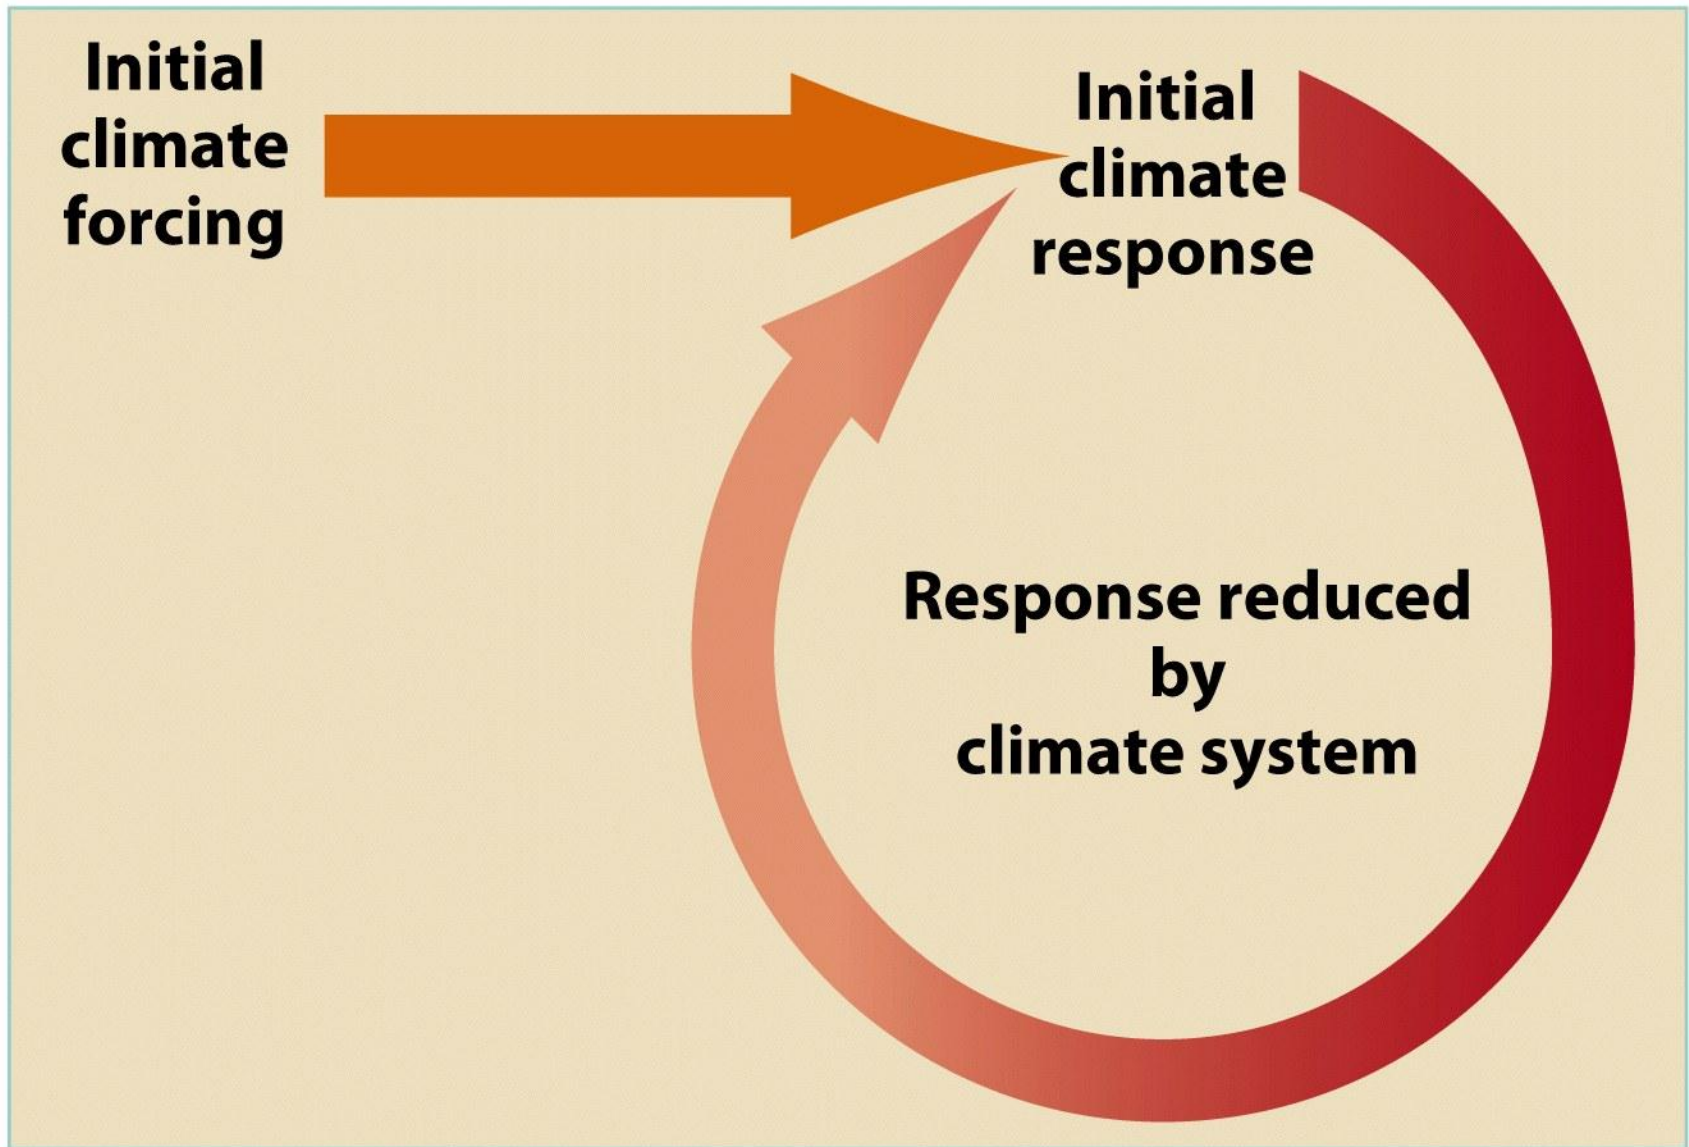 Initial
climate
forcing
Initial
climate
response
Response reduced
by
climate system